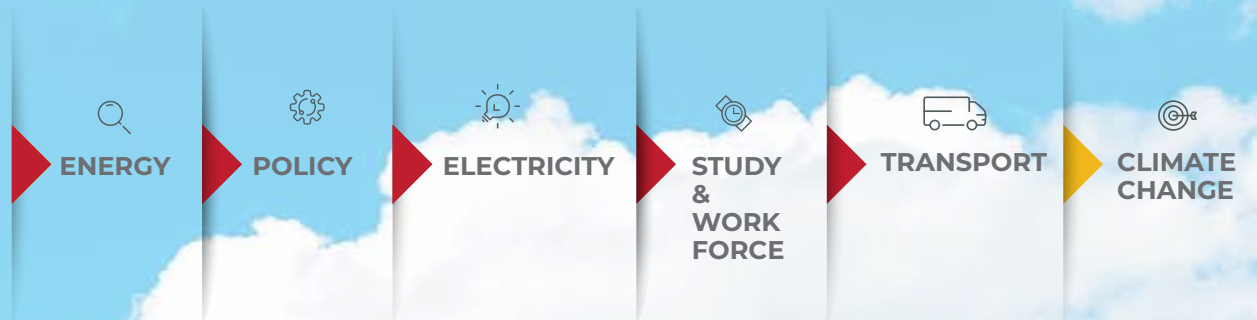 ENERGY
POLICY
ELECTRICITY
STUDY
&
WORK
FORCE
TRANSPORT
CLIMATE
CHANGE